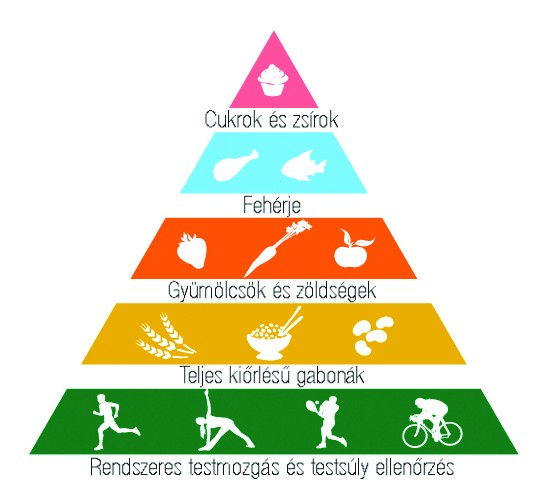 Cukrok és zsírok
Fehérje
Gyümölcsök és zöldségek
Teljes kiőrlésű gabonák
Rendszeres testmozgás és testsúly ellenőrzés